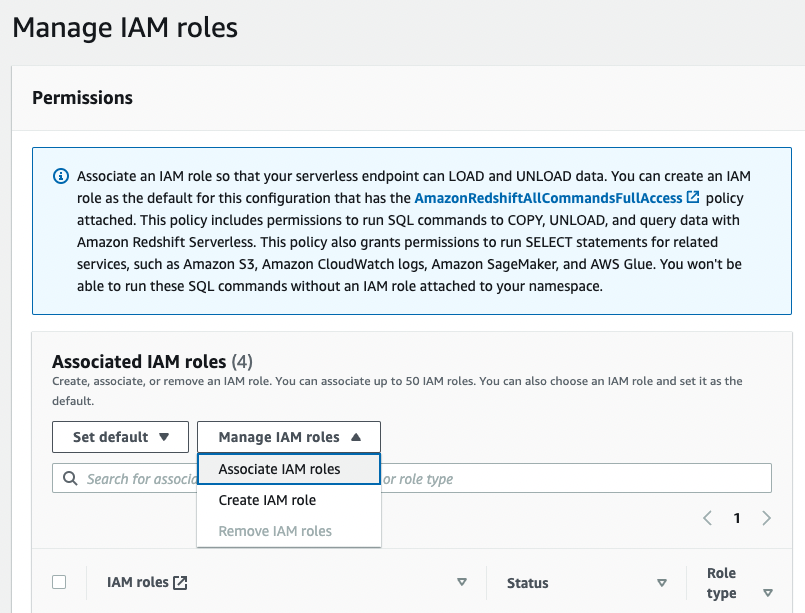 Manage IAM roles
Permissions
Associate an IAM role so that your serverless endpoint can LOAD and UNLOAD data. You can create an IAM
role as the default for this configuration that has the AmazonRedshiftAllCommandsFullAccess policy
attached. This policy includes permissions to run SQL commands to COPY, UNLOAD, and query data with
Amazon Redshift Serverless. This policy also grants permissions to run SELECT statements for related
services, such as Amazon S3, Amazon CloudWatch logs, Amazon SageMaker, and AWS Glue. You won't be
able to run these SQL commands without an IAM role attached to your namespace.
Associated IAM roles (4)
Create, associate, or remove an IAM role. You can associate up to 50 IAM roles. You can also choose an IAM role and set it as the
default.
Set default Manage IAM roles
Search for associa or role type
Associate IAM roles
Create IAM role
Remove IAM roles
1
IAM roles Status Role
type